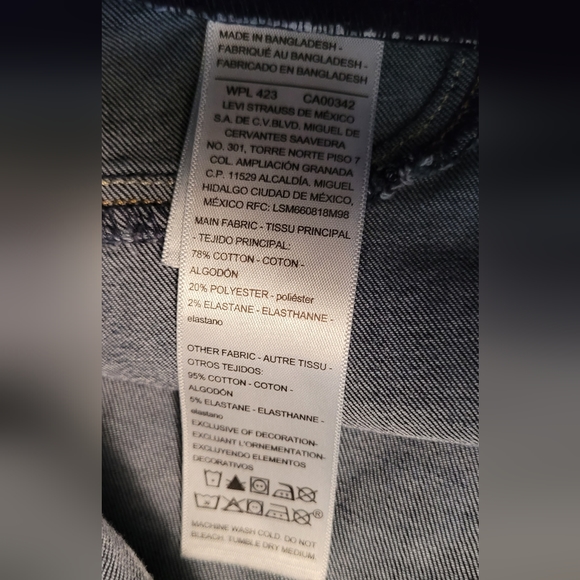 MADE IN BANGLADESH -
FABRIQUÉ AU BANGLADESH -
FABRICADO EN BANGLADESH
WPL 423 CA00342
LEVI STRAUSS DE MÉXICO
S.A. DE C.V.BLVD. MIGUEL DE
CERVANTES SAAVEDRA
NO. 301, TORRE NORTE PISO 7
COL. AMPLIACIÓN GRANADA
C.P. 11529 ALCALDÍA. MIGUEL
HIDALGO CIUDAD DE MÉXICO,
MÉXICO RFC: LSM660818M98
MAIN FABRIC - TISSU PRINCIPAL
- TEJIDO PRINCIPAL:
78% COTTON - COTON -
ALGODÓN
20% POLYESTER - poliéster
2% ELASTANE - ELASTHANNE -
elastano
OTHER FABRIC - AUTRE TISSU -
OTROS TEJIDOS:
95% COTTON - COTON -
ALGODÓN
5% ELASTANE - ELASTHANNE -
elastano
EXCLUSIVE OF DECORATION-
EXCLUANT L'ORNEMENTATION-
EXCLUYENDO ELEMENTOS
DECORATIVOS
MACHINE WASH COLD. DO NOT
BLEACH. TUMBLE DRY MEDIUM.